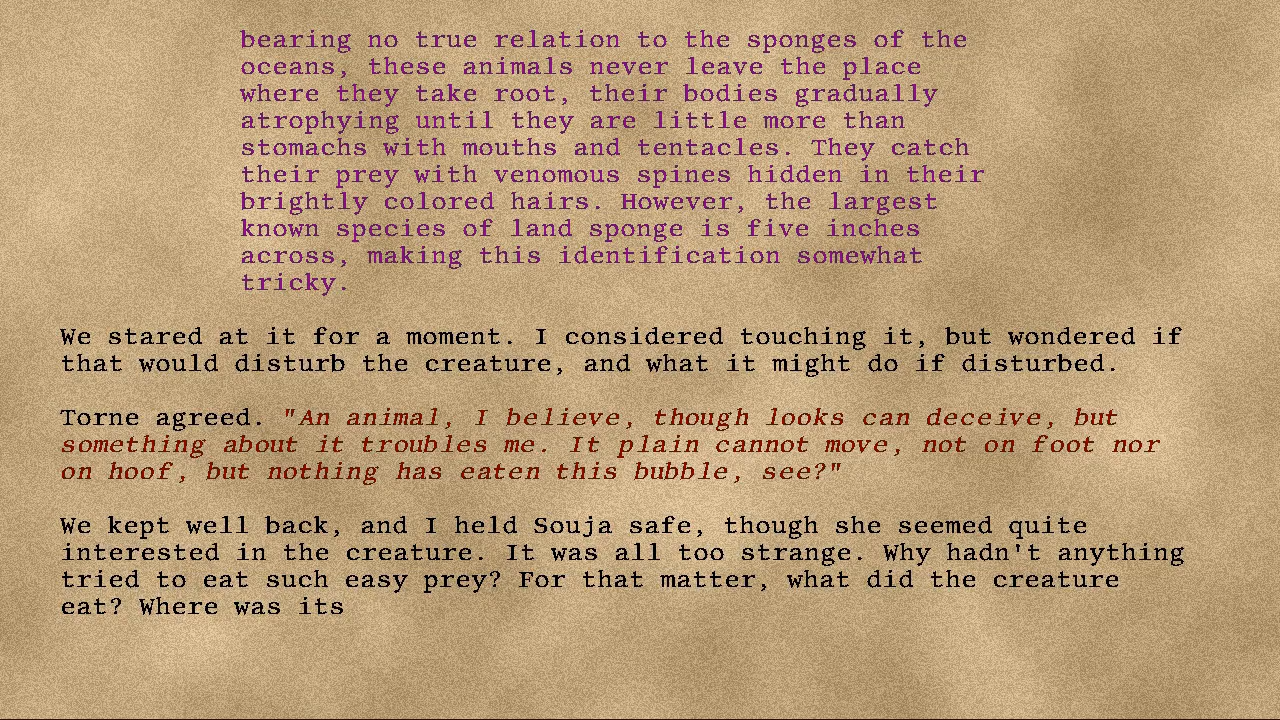 bearing no true relation to the sponges of the
oceans, these animals never leave the place
where they take root, their bodies gradually
atrophying until they are little more than
stomachs with mouths and tentacles. They catch
their prey with venomous spines hidden in their
brightly colored hairs. However, the largest
known species of land sponge is five inches
across, making this identification somewhat
tricky.
We stared at it for a moment. I considered touching it, but wondered if
that would disturb the creature, and what it might do if disturbed.
Torne agreed. "An animal, I believe, though looks can deceive, but
something about it troubles me. It plain cannot move, not on foot nor
on hoof, but nothing has eaten this bubble, see?"
We kept well back, and I held Souja safe, though she seemed quite
interested in the creature. It was all too strange. Why hadn't anything
tried to eat such easy prey? For that matter, what did the creature
eat? Where was its